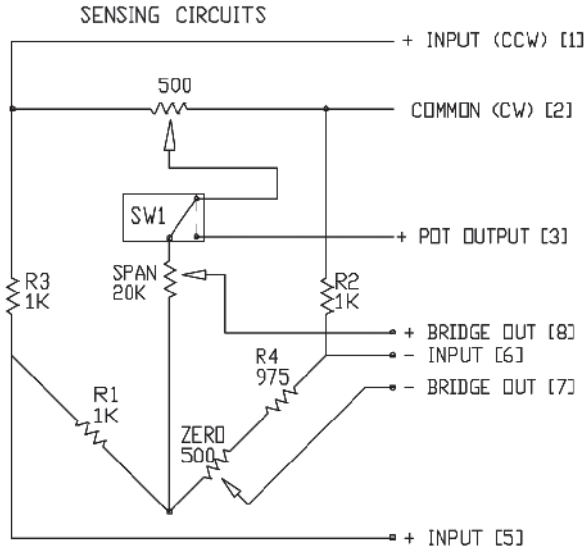 SENSING CIRCUITS
+ INPUT (CCW) [1]
500
COMMON (CW) [2]
SW1
+ POT OUTPUT [3]
SPAN
20K
R3
1K
R2
1K
+ BRIDGE OUT [8]
- INPUT [6]
R4
975
- BRIDGE OUT [7]
R1
1K
ZERO
500
+ INPUT [5]